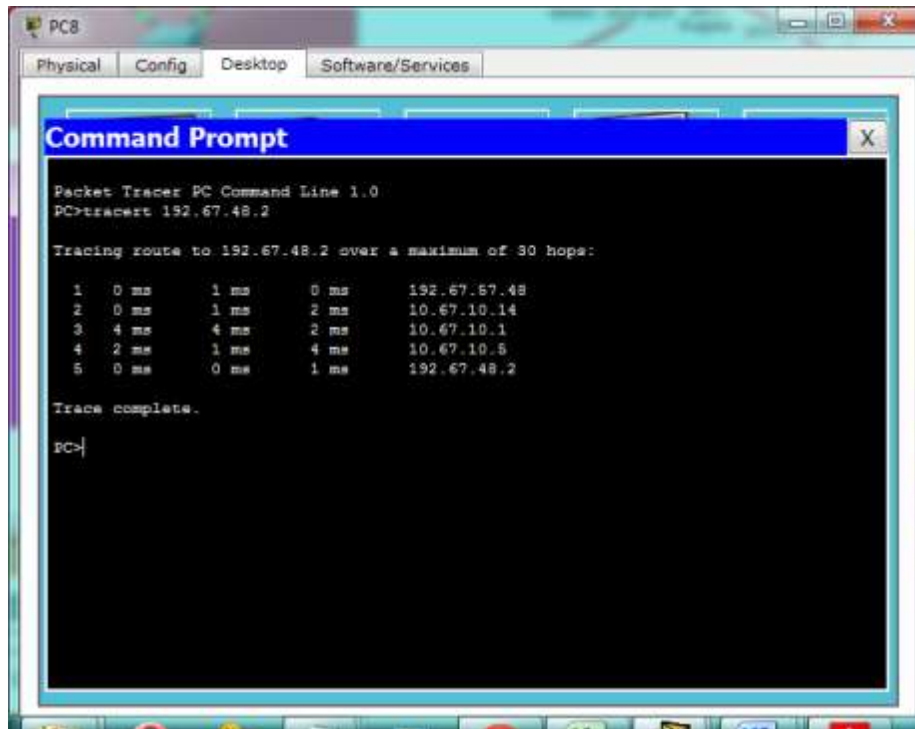 PC8
Physical Config Desktop Software/Services
Command Prompt X
Packet Tracer PC Command Line 1.0
PC>tracert 192.67.48.2
Tracing route to 192.67.48.2 over a maximum of 30 hops:
1 0 ms 1 ms 0 ms 192.67.57.48
2 0 ms 1 ms 2 ms 10.67.10.14
3 4 ms 4 ms 2 ms 10.67.10.1
4 2 ms 1 ms 4 ms 10.67.10.5
5 0 ms 0 ms 1 ms 192.67.48.2
Trace complete.
PC>